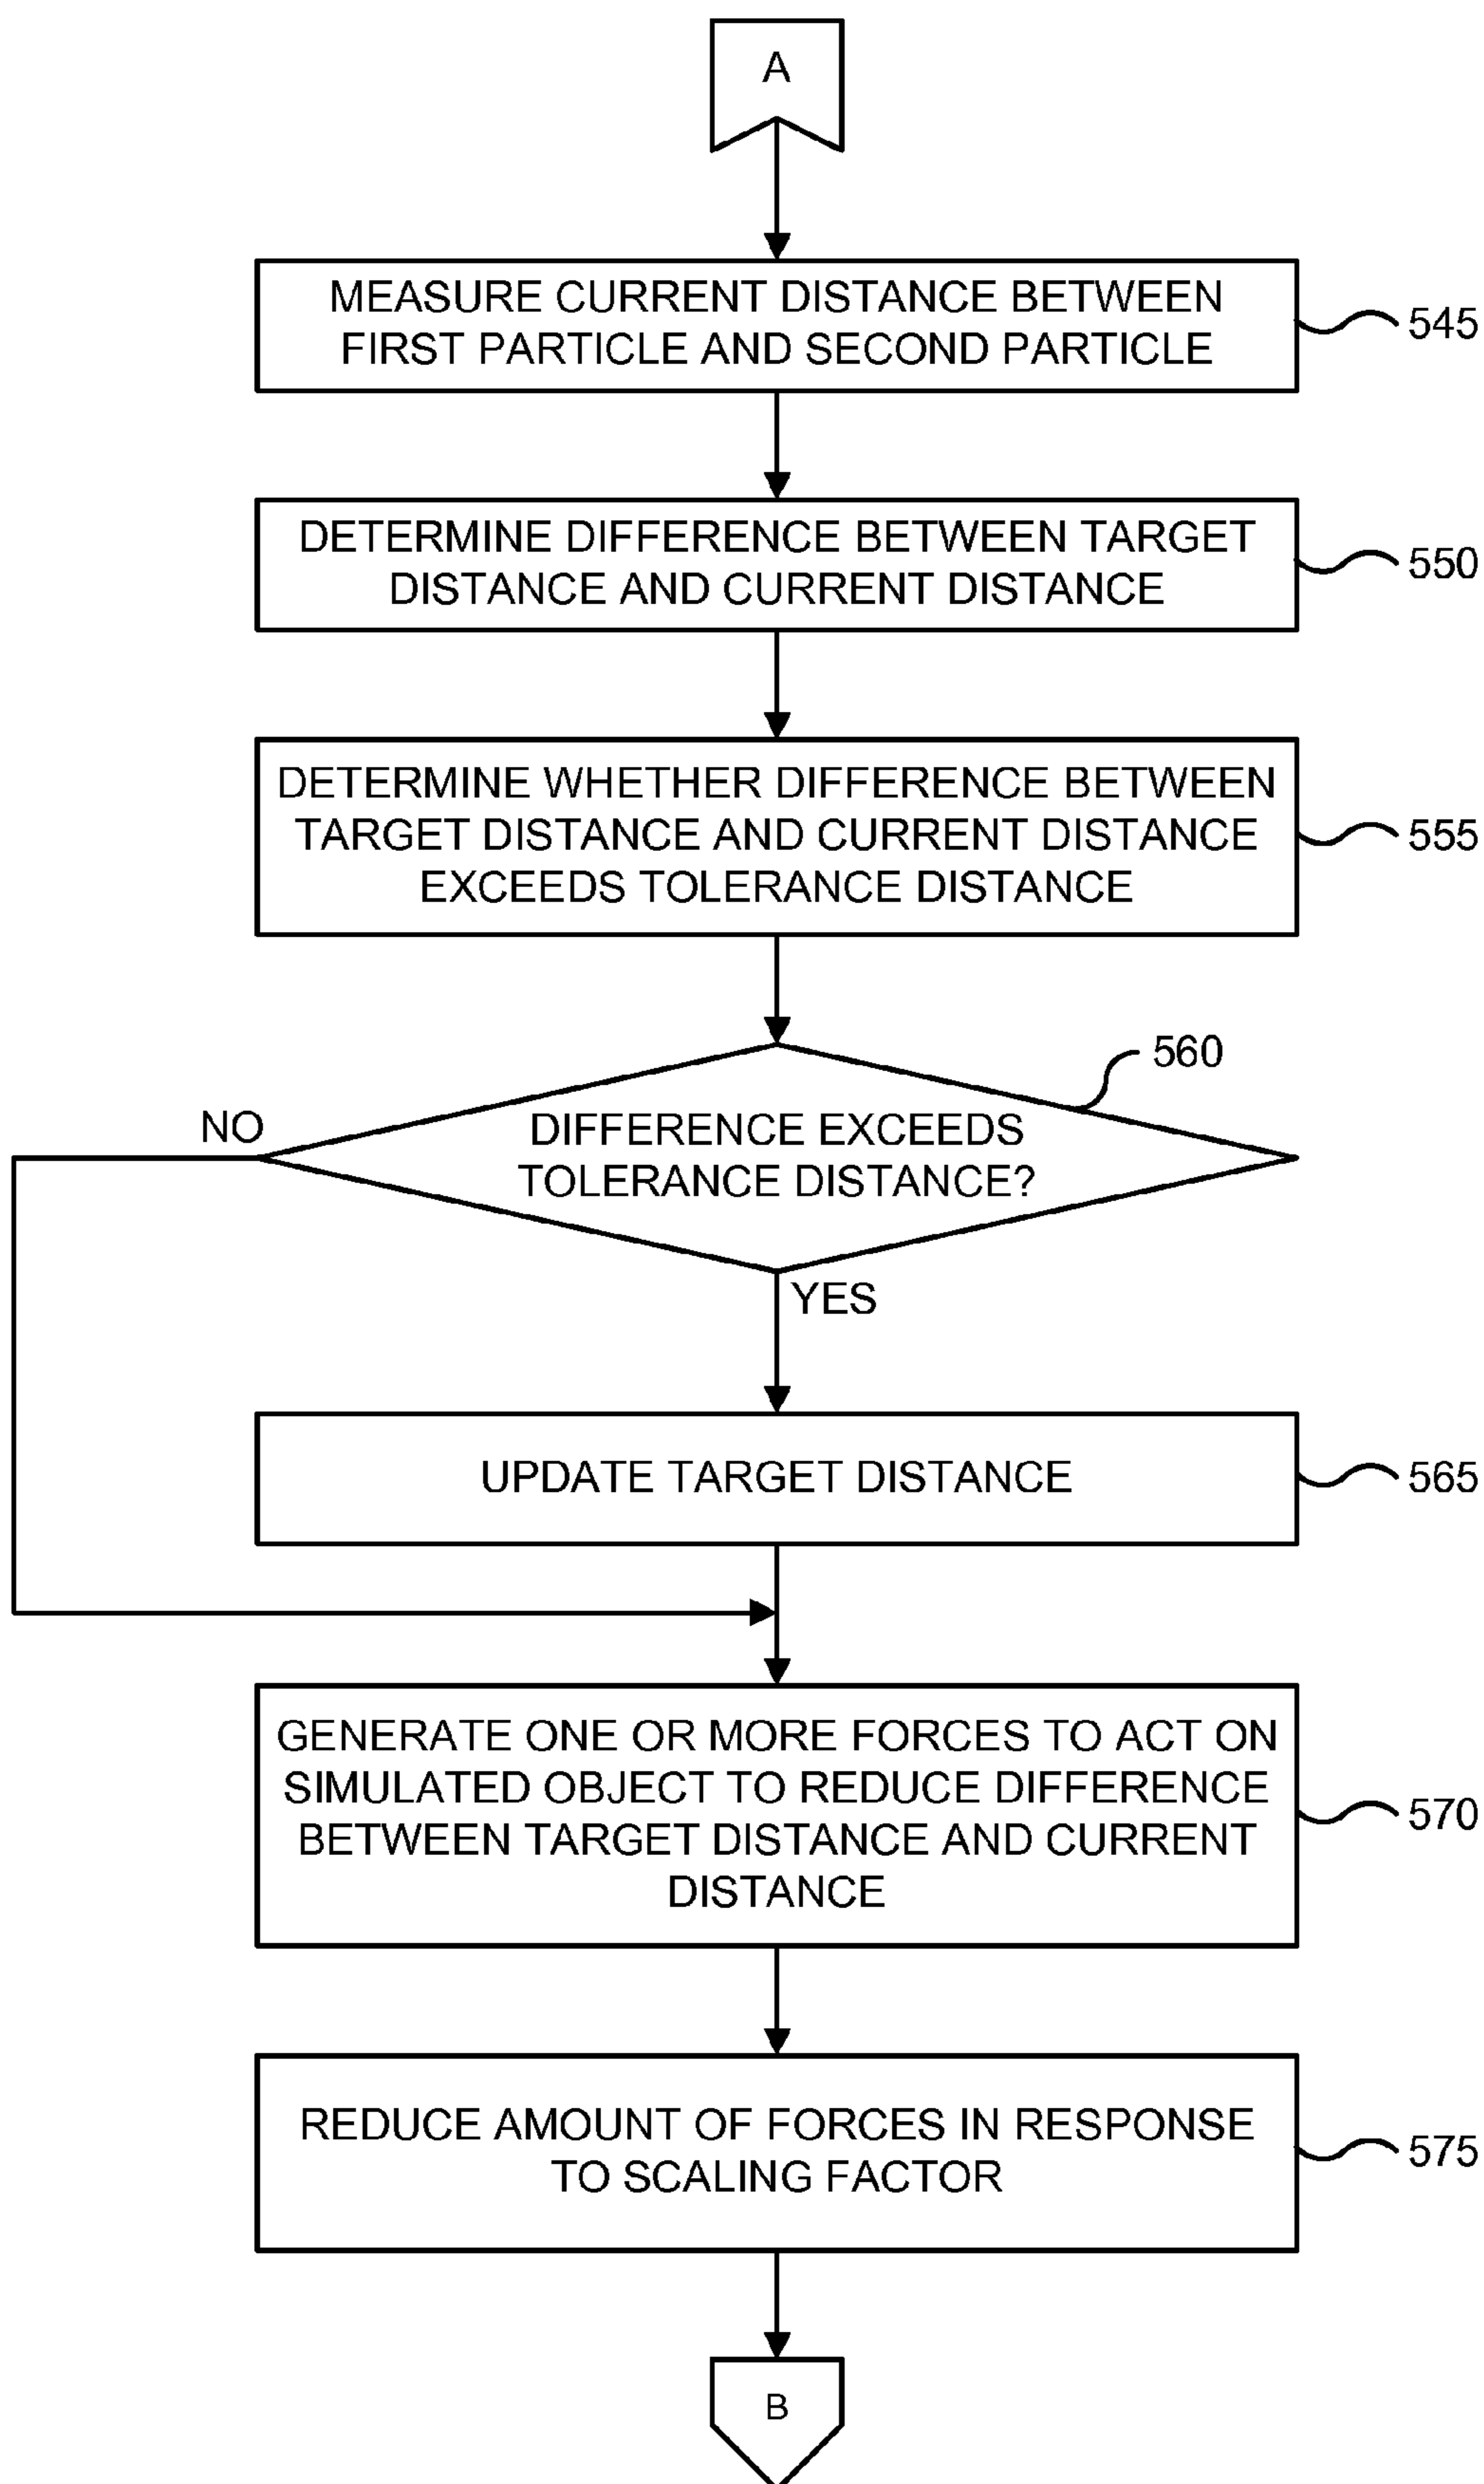 A
MEASURE CURRENT DISTANCE BETWEEN
FIRST PARTICLE AND SECOND PARTICLE
545
DETERMINE DIFFERENCE BETWEEN TARGET
DISTANCE AND CURRENT DISTANCE
550
DETERMINE WHETHER DIFFERENCE BETWEEN
TARGET DISTANCE AND CURRENT DISTANCE
EXCEEDS TOLERANCE DISTANCE
555
560
NO
DIFFERENCE EXCEEDS
TOLERANCE DISTANCE?
YES
UPDATE TARGET DISTANCE
565
GENERATE ONE OR MORE FORCES TO ACT ON
SIMULATED OBJECT TO REDUCE DIFFERENCE
BETWEEN TARGET DISTANCE AND CURRENT
DISTANCE
570
REDUCE AMOUNT OF FORCES IN RESPONSE
TO SCALING FACTOR
575
B